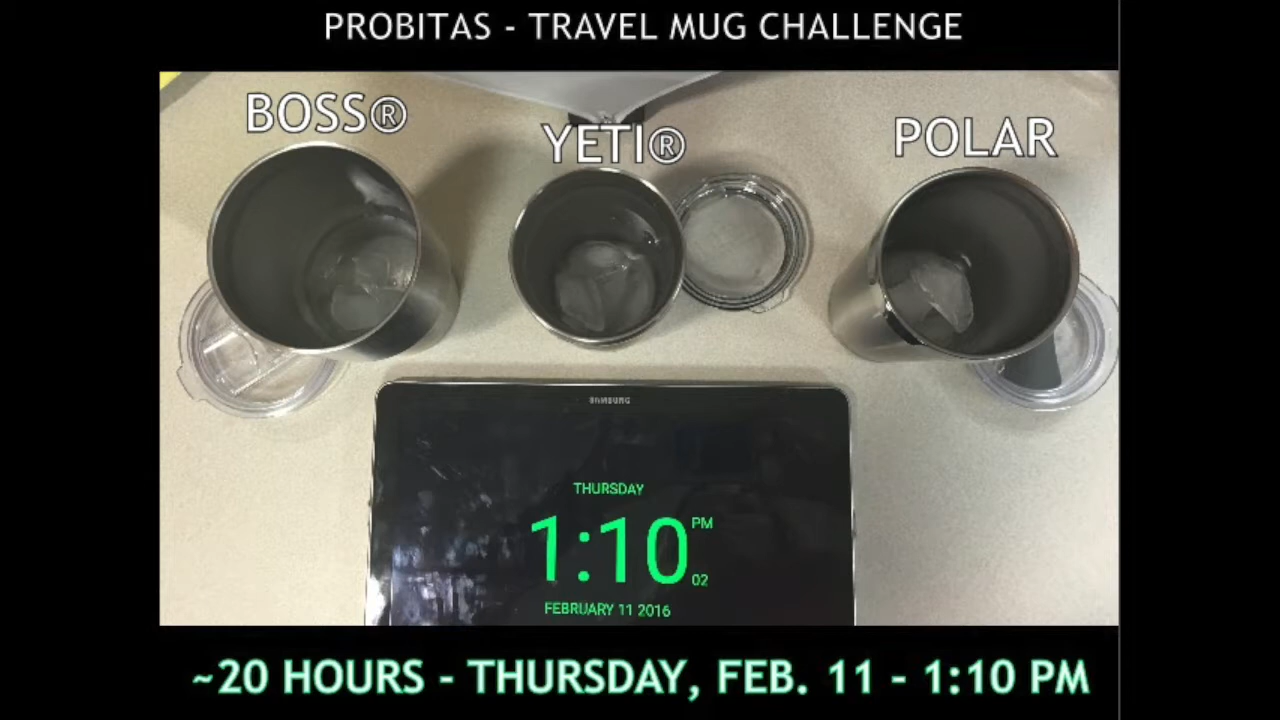 PROBITAS - TRAVEL MUG CHALLENGE
BOSS®
YETI®
POLAR
SAMSUNG
THURSDAY
1:10 PM
02
FEBRUARY 11 2016
~20 HOURS - THURSDAY, FEB. 11 - 1:10 PM